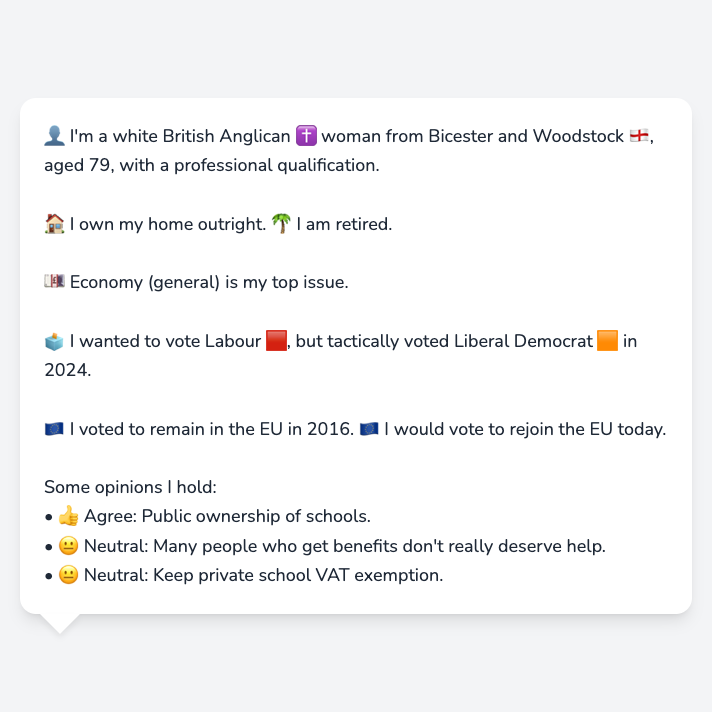 👤 I'm a white British Anglican ✝️ woman from Bicester and Woodstock 🏴󠁧󠁢󠁥󠁮󠁧󠁿,
aged 79, with a professional qualification.
🏠 I own my home outright. 🌴 I am retired.
💷 Economy (general) is my top issue.
🗳️ I wanted to vote Labour 🟥, but tactically voted Liberal Democrat 🟧 in
2024.
🇪🇺 I voted to remain in the EU in 2016. 🇪🇺 I would vote to rejoin the EU today.
Some opinions I hold:
• 👍 Agree: Public ownership of schools.
• 😐 Neutral: Many people who get benefits don't really deserve help.
• 😐 Neutral: Keep private school VAT exemption.